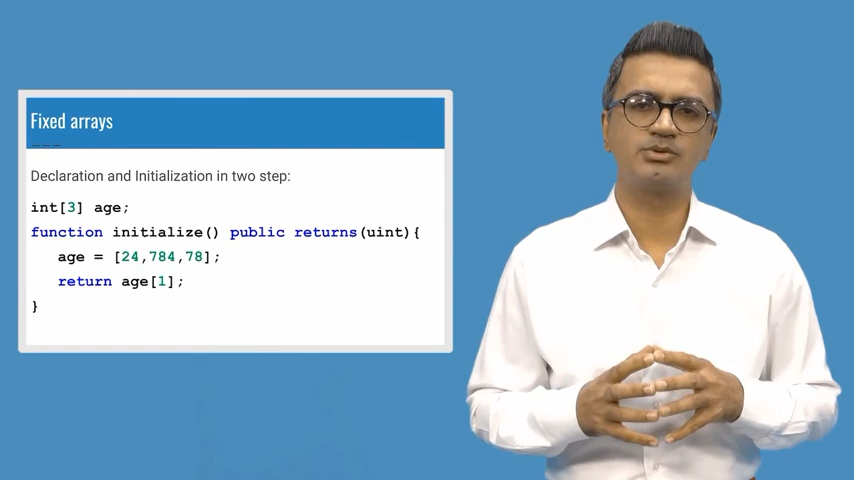 Fixed arrays
Declaration and Initialization in two step:
int[3] age;
function initialize() public returns(uint){
age = [24,784,78];
return age[1];
}